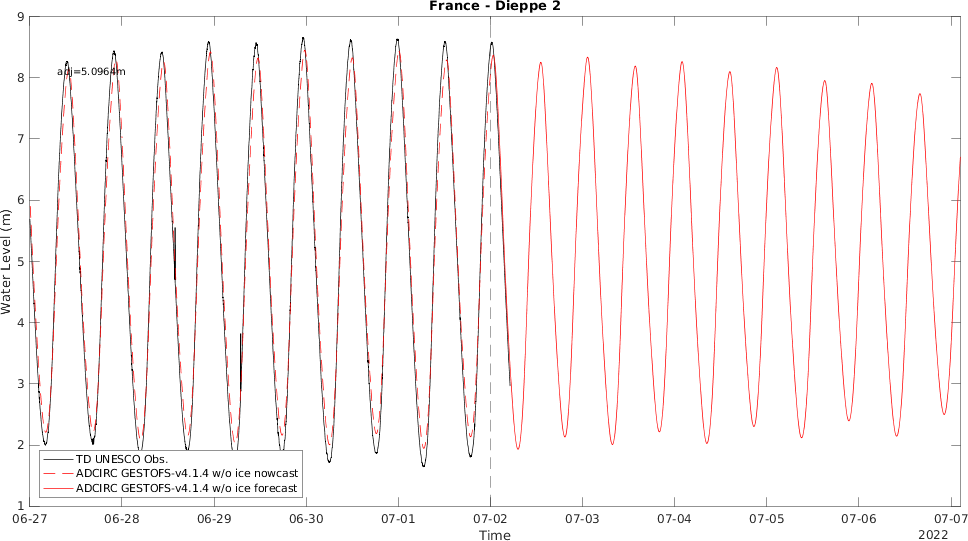 France - Dieppe 2
adj=5.0964m
Water Level (m)
9
8
7
6
5
4
3
2
1
TD UNESCO Obs.
ADCIRC GESTOFS-v4.1.4 w/o ice nowcast
ADCIRC GESTOFS-v4.1.4 w/o ice forecast
06-27 06-28 06-29 06-30 07-01 07-02 07-03 07-04 07-05 07-06 07-07
Time
2022